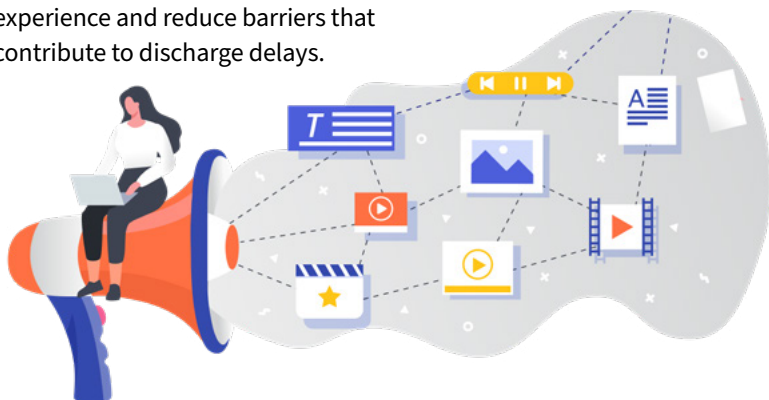 experience and reduce barriers that
contribute to discharge delays.
T
A